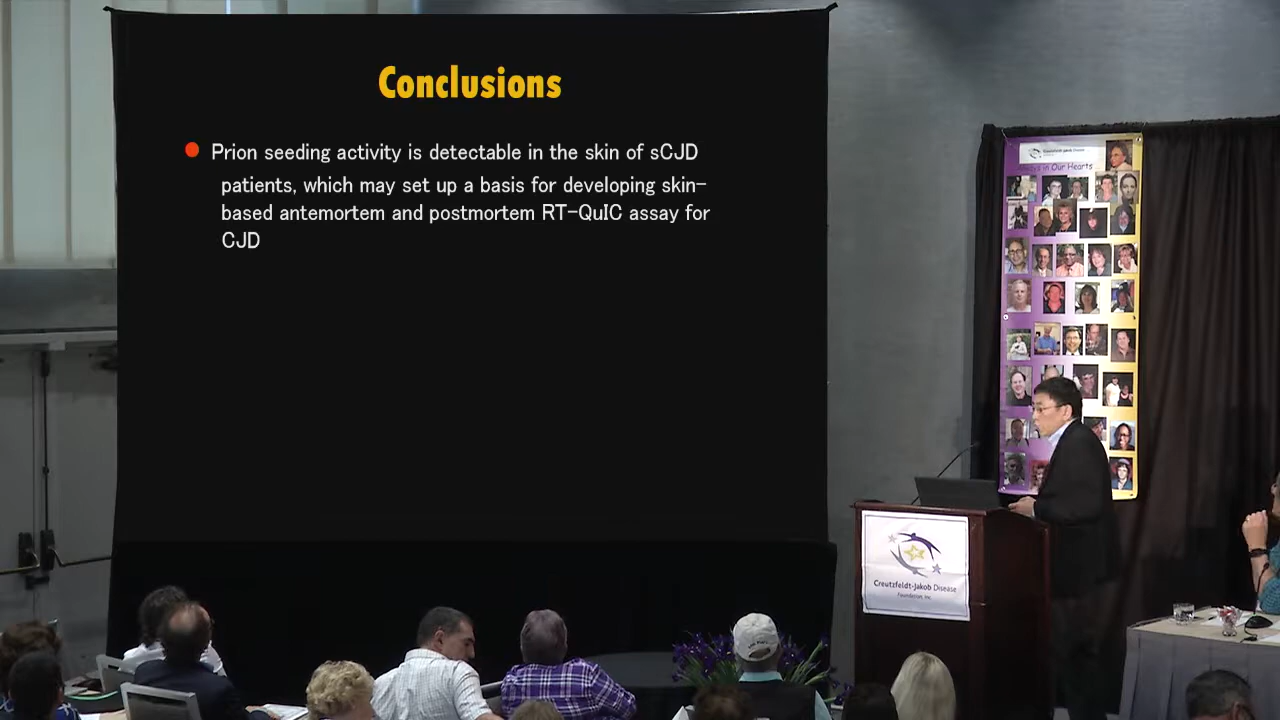 Conclusions
Prion seeding activity is detectable in the skin of sCJD
patients, which may set up a basis for developing skin-
based antemortem and postmortem RT-QuIC assay for
CJD
in Our Hearts
Creutzfeldt-Jakob Disease
Foundation, Inc.